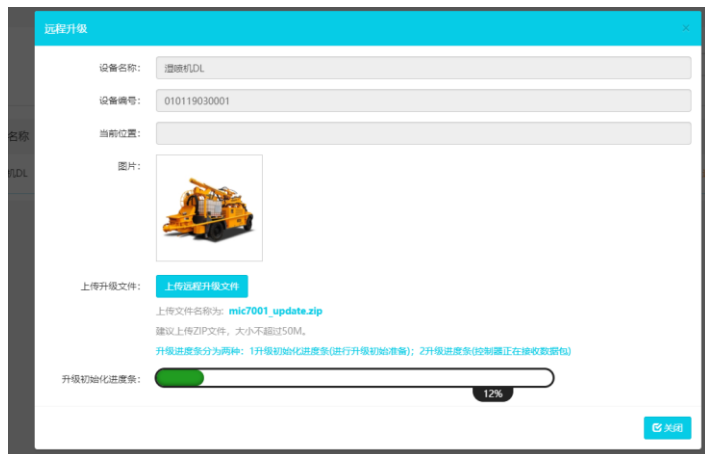 远程升级 ×
设备名称： 湿喷机DL
设备编号： 010119030001
名称 当前位置：
机DL 图片：
上传升级文件： 上传远程升级文件
上传文件名称为: mic7001_update.zip
建议上传ZIP文件，大小不超过50M。
升级进度条分为两种：1升级初始化进度条(进行升级初始准备)；2升级进度条(控制器正在接收数据包)
升级初始化进度条：
12%
关闭